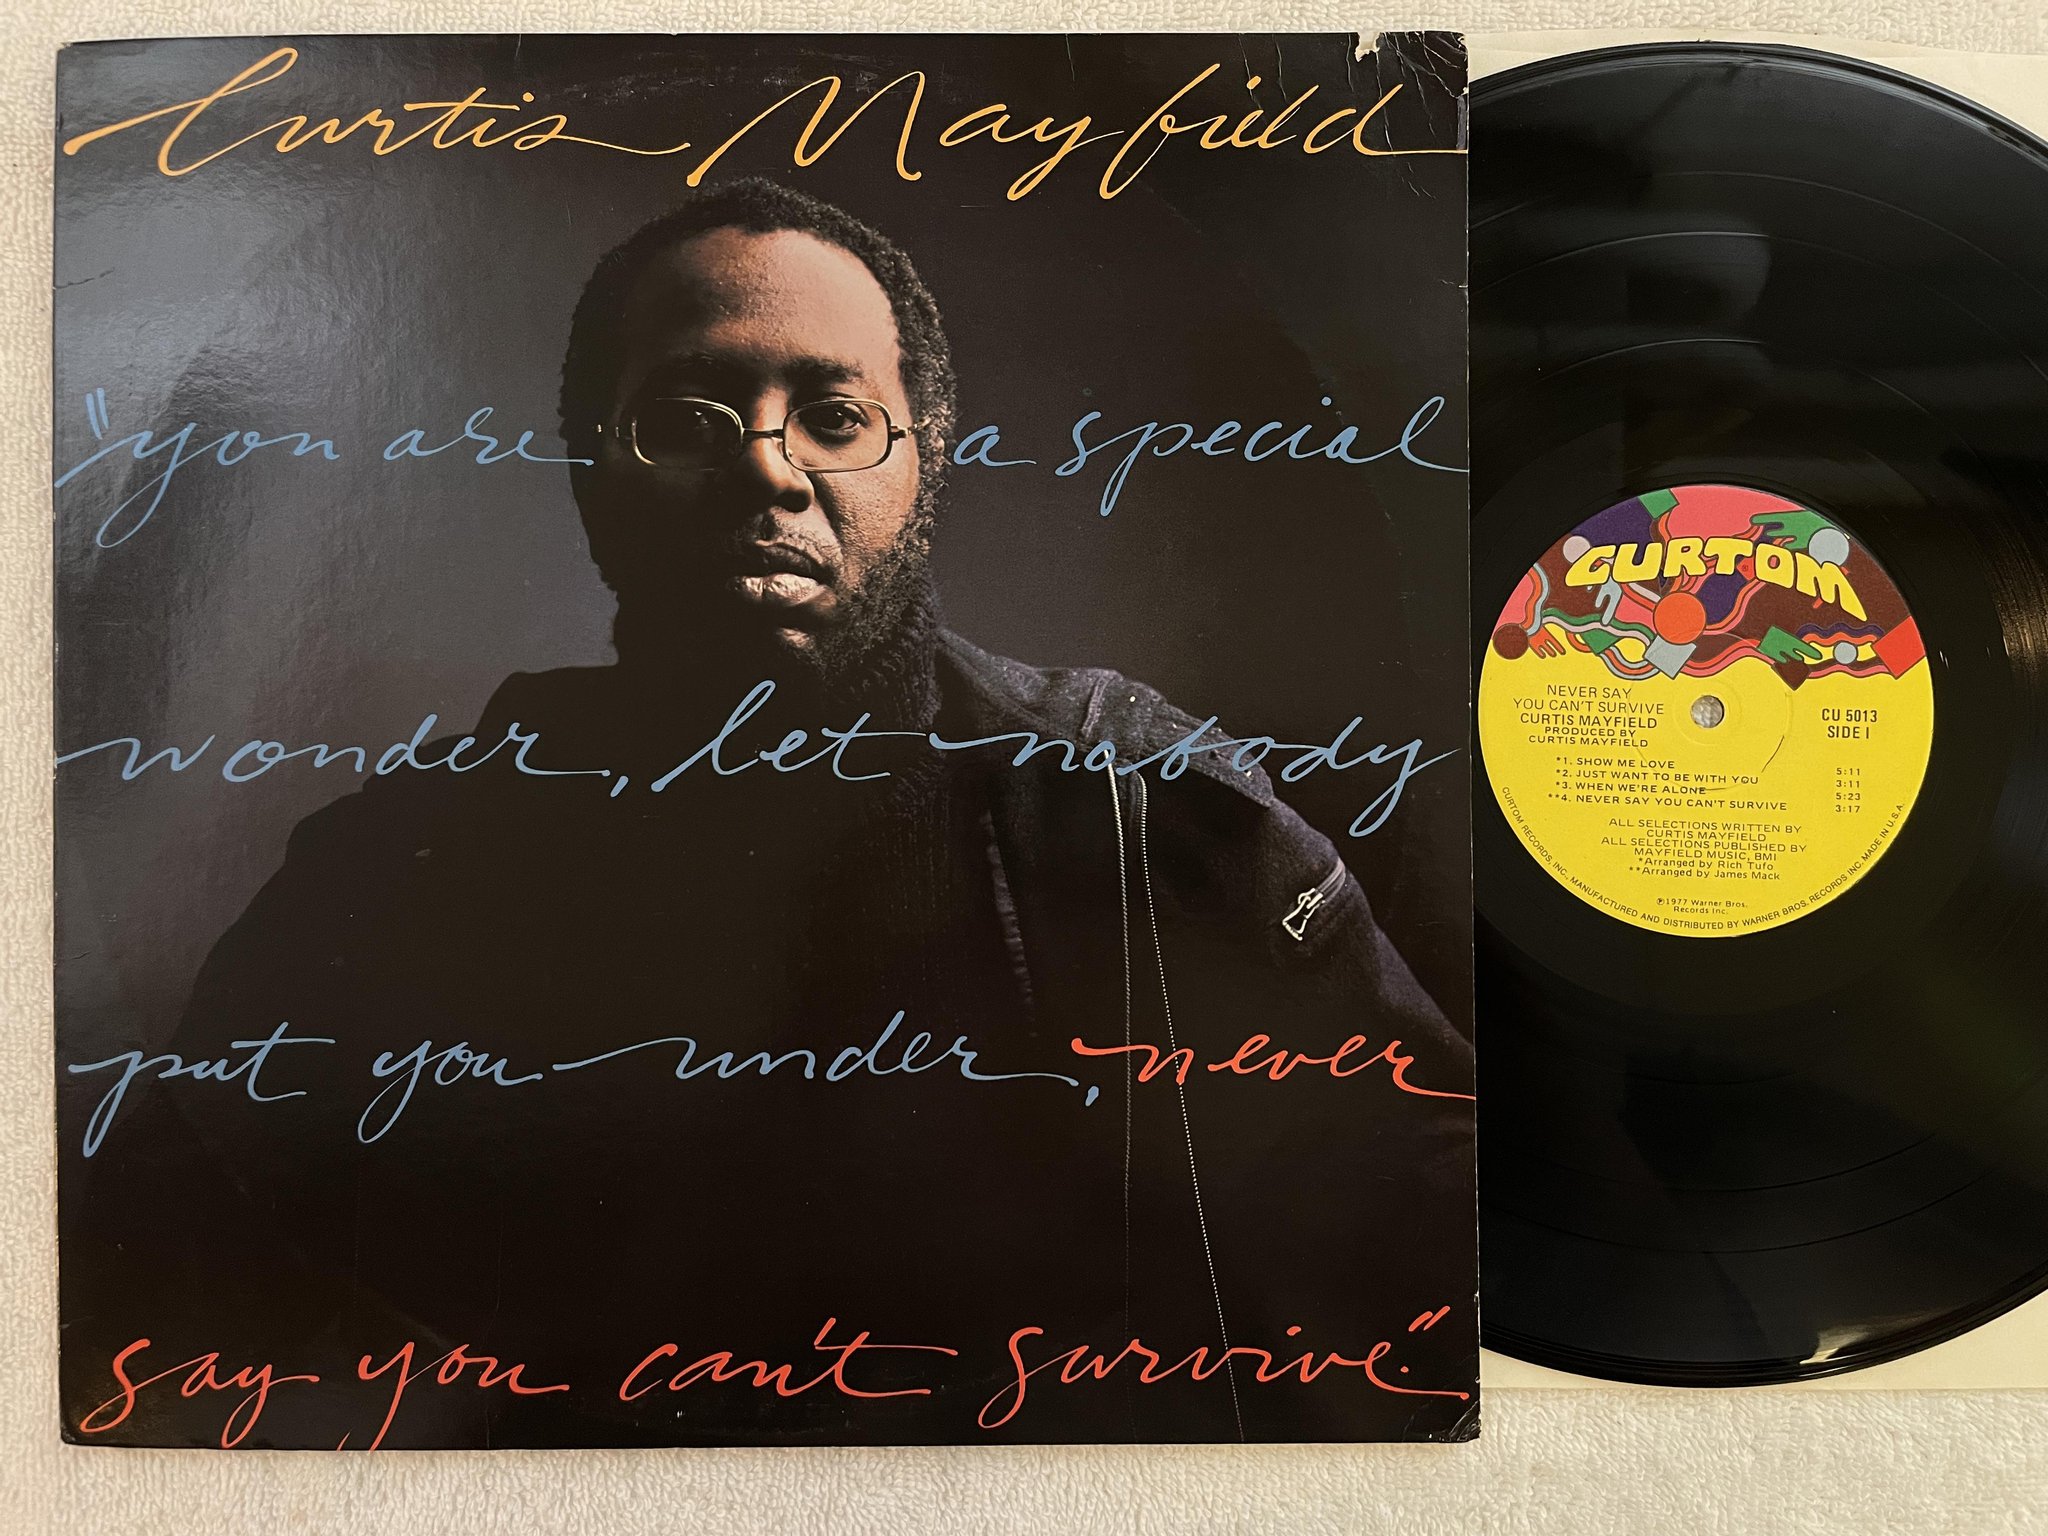 Curtis Mayfield
"you are a special
wonder, let nobody
put you under, never
say you can't survive."
CURTOM
NEVER SAY
YOU CAN'T SURVIVE
CURTIS MAYFIELD
PRODUCED BY
CURTIS MAYFIELD
CU 5013
SIDE I
*1. SHOW ME LOVE 5:11
*2. JUST WANT TO BE WITH YOU 3:11
*3. WHEN WE'RE ALONE 5:23
**4. NEVER SAY YOU CAN'T SURVIVE 3:17
ALL SELECTIONS WRITTEN BY
CURTIS MAYFIELD
ALL SELECTIONS PUBLISHED BY
MAYFIELD MUSIC, BMI
*Arranged by Rich Tufo
**Arranged by James Mack
℗1977 Warner Bros.
Records Inc.
CURTOM RECORDS, INC., MANUFACTURED AND DISTRIBUTED BY WARNER BROS. RECORDS INC. MADE IN U.S.A.